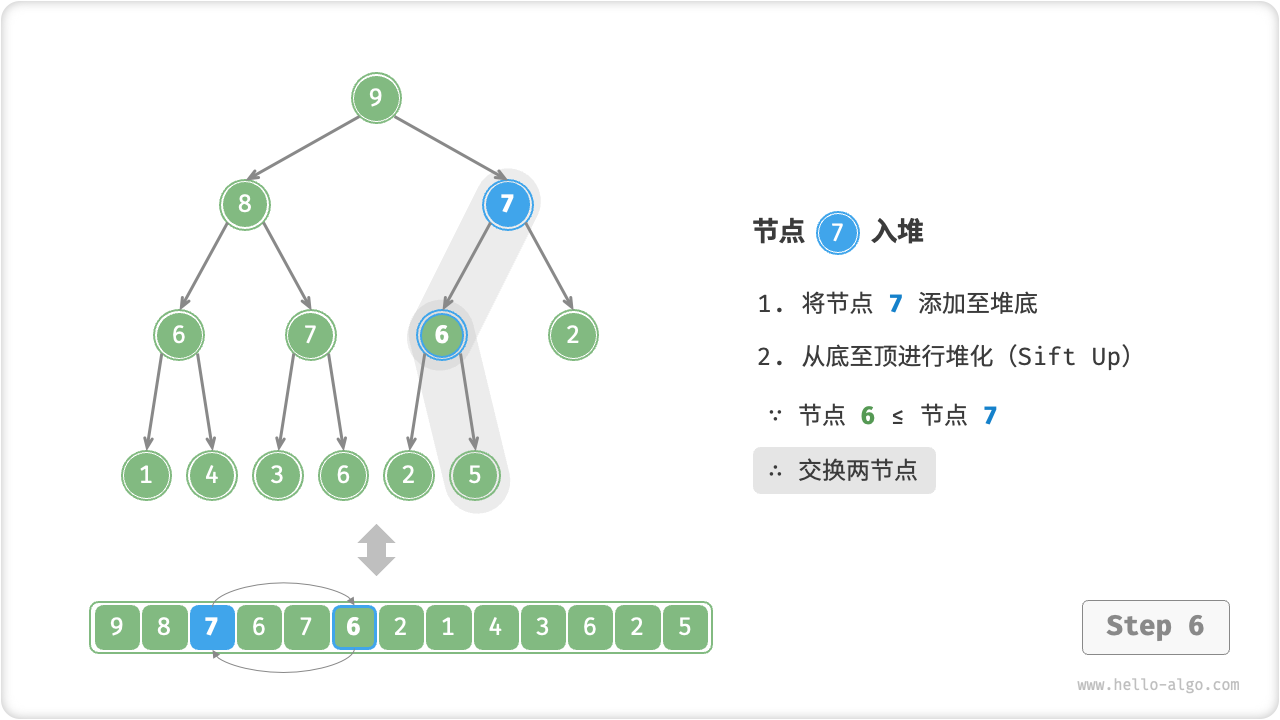 9
8 7
6 7 6 2
1 4 3 6 2 5
9 8 7 6 7 6 2 1 4 3 6 2 5
节点 7 入堆
1. 将节点 7 添加至堆底
2. 从底至顶进行堆化（Sift Up）
∵ 节点 6 ≤ 节点 7
∴ 交换两节点
Step 6
www.hello-algo.com